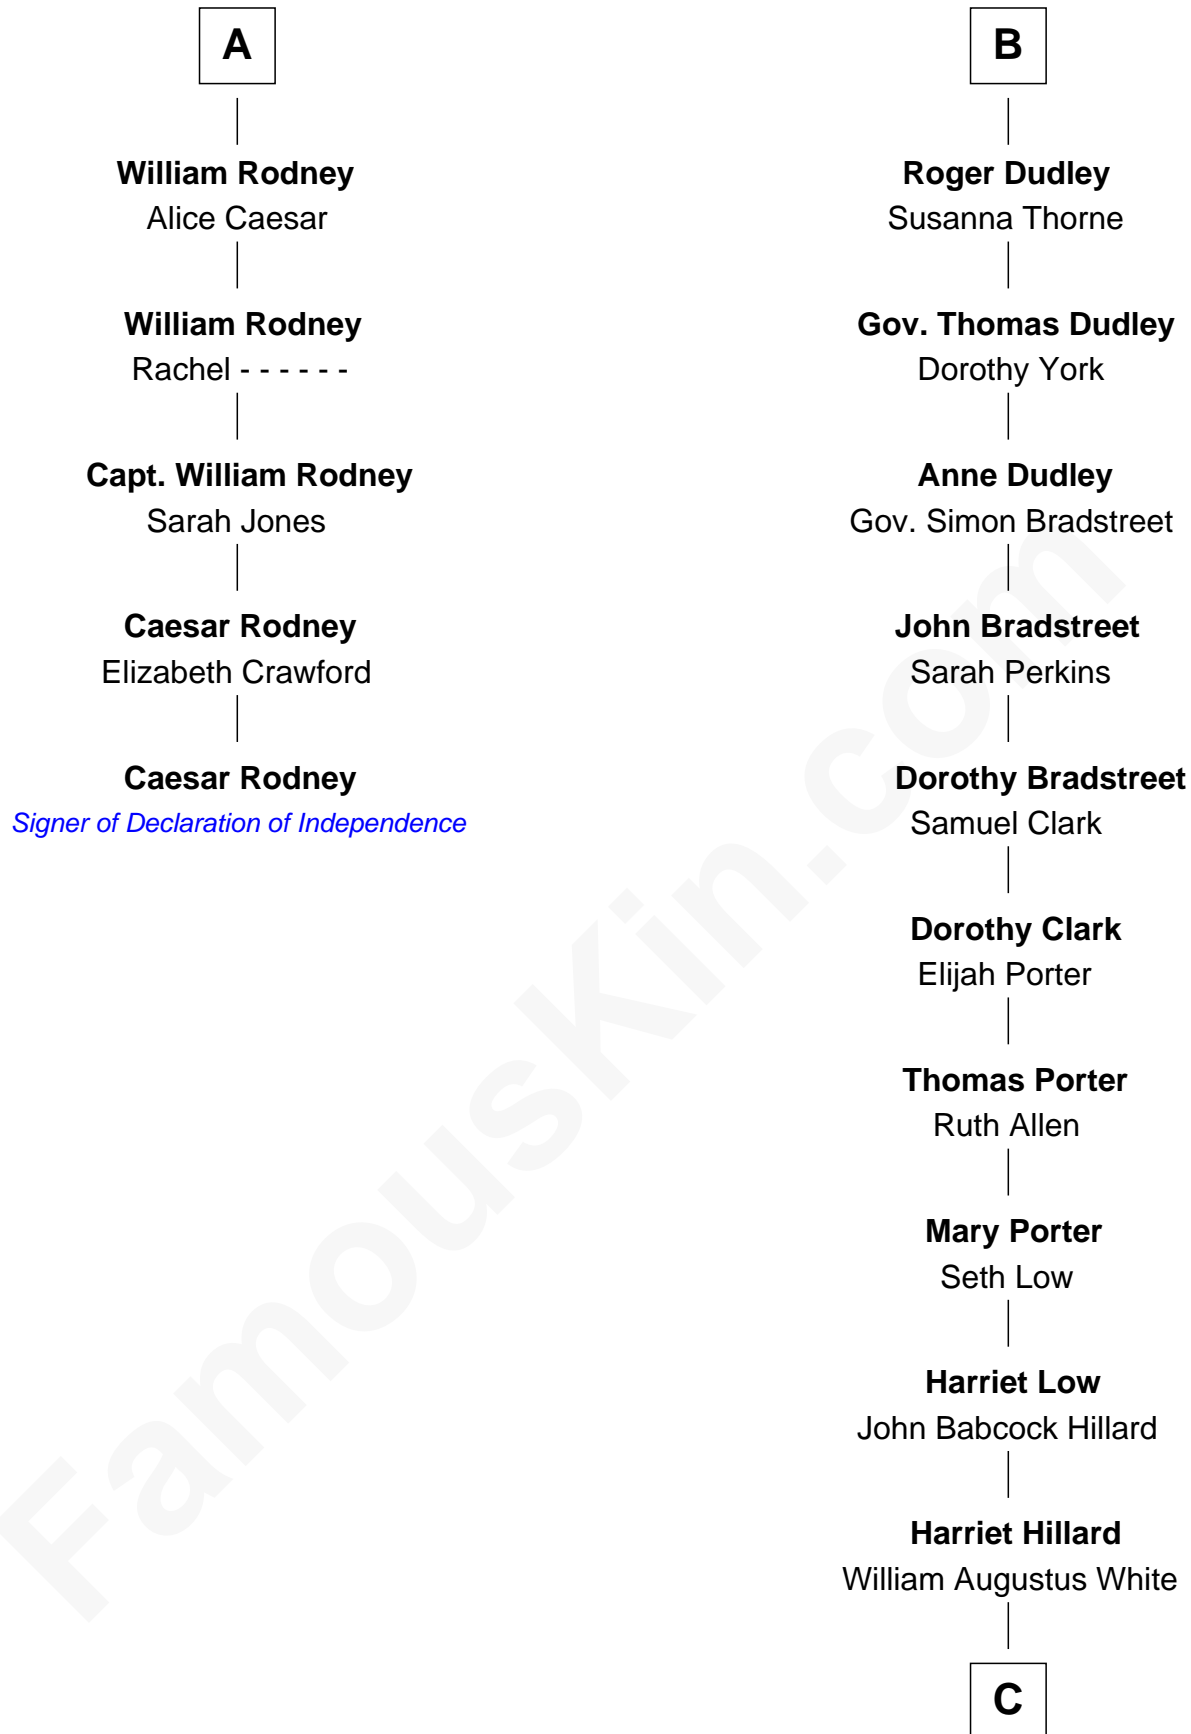 A
William Rodney
Alice Caesar
William Rodney
Rachel - - - - - -
Capt. William Rodney
Sarah Jones
Caesar Rodney
Elizabeth Crawford
Caesar Rodney
Signer of Declaration of Independence
B
Roger Dudley
Susanna Thorne
Gov. Thomas Dudley
Dorothy York
Anne Dudley
Gov. Simon Bradstreet
John Bradstreet
Sarah Perkins
Dorothy Bradstreet
Samuel Clark
Dorothy Clark
Elijah Porter
Thomas Porter
Ruth Allen
Mary Porter
Seth Low
Harriet Low
John Babcock Hillard
Harriet Hillard
William Augustus White
C
FamousKin.com